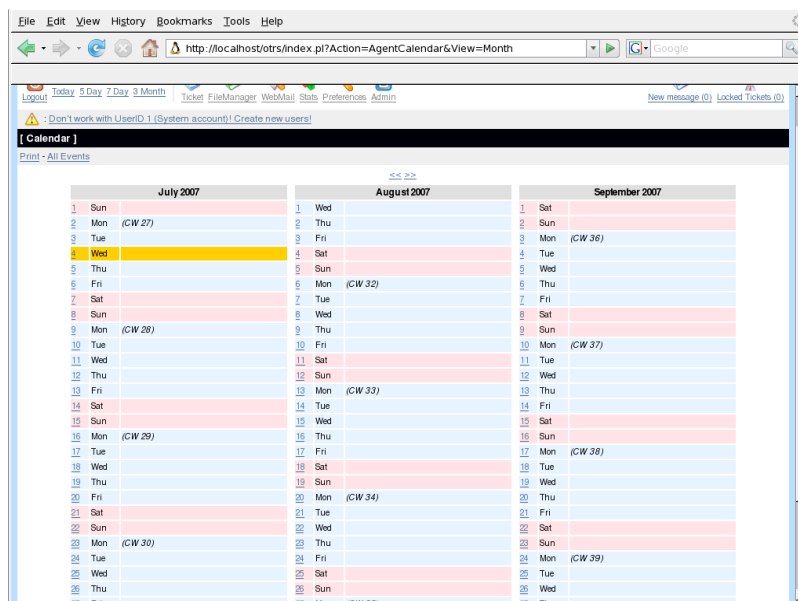 File Edit View History Bookmarks Tools Help
http://localhost/otrs/index.pl?Action=AgentCalendar&View=Month
G Google
Logout Today 5 Day 7 Day 3 Month Ticket FileManager WebMail Stats Preferences Admin New message (0) Locked Tickets (0)
: Don't work with UserID 1 (System account)! Create new users!
[ Calendar ]
Print - All Events
<< >>
July 2007 August 2007 September 2007
1 Sun 1 Wed 1 Sat
2 Mon (CW 27) 2 Thu 2 Sun
3 Tue 3 Fri 3 Mon (CW 36)
4 Wed 4 Sat 4 Tue
5 Thu 5 Sun 5 Wed
6 Fri 6 Mon (CW 32) 6 Thu
7 Sat 7 Tue 7 Fri
8 Sun 8 Wed 8 Sat
9 Mon (CW 28) 9 Thu 9 Sun
10 Tue 10 Fri 10 Mon (CW 37)
11 Wed 11 Sat 11 Tue
12 Thu 12 Sun 12 Wed
13 Fri 13 Mon (CW 33) 13 Thu
14 Sat 14 Tue 14 Fri
15 Sun 15 Wed 15 Sat
16 Mon (CW 29) 16 Thu 16 Sun
17 Tue 17 Fri 17 Mon (CW 38)
18 Wed 18 Sat 18 Tue
19 Thu 19 Sun 19 Wed
20 Fri 20 Mon (CW 34) 20 Thu
21 Sat 21 Tue 21 Fri
22 Sun 22 Wed 22 Sat
23 Mon (CW 30) 23 Thu 23 Sun
24 Tue 24 Fri 24 Mon (CW 39)
25 Wed 25 Sat 25 Tue
26 Thu 26 Sun 26 Wed